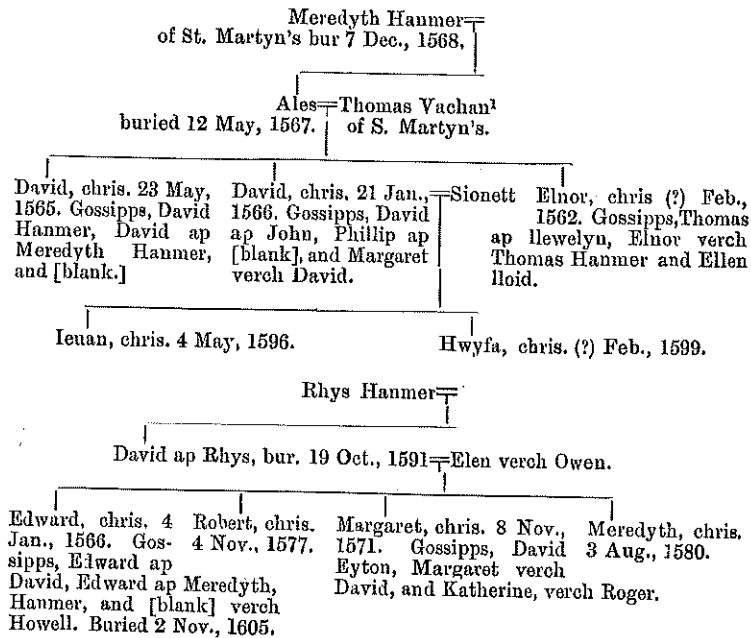 Meredyth Hanmer
of St. Martyn's bur 7 Dec., 1568.
Ales Thomas Vachan¹
buried 12 May, 1567. of S. Martyn's.
David, chris. 23 May,
1565. Gossipps, David
Hanmer, David ap
Meredyth Hanmer,
and [blank.]
David, chris. 21 Jan.,
1566. Gossipps, David
ap John, Phillip ap
[blank], and Margaret
verch David.
Sionett
Elnor, chris (?) Feb.,
1562. Gossipps,Thomas
ap llewelyn, Elnor verch
Thomas Hanmer and Ellen
lloid.
Ieuan, chris. 4 May, 1596.
Hwyfa, chris. (?) Feb., 1599.
Rhys Hanmer
David ap Rhys, bur. 19 Oct., 1591 Elen verch Owen.
Edward, chris. 4
Jan., 1566. Gos-
sipps, Edward ap
David, Edward ap Meredyth,
Hanmer, and [blank] verch
Howell. Buried 2 Nov., 1605.
Robert, chris.
4 Nov., 1577.
Margaret, chris. 8 Nov.,
1571. Gossipps, David
Eyton, Margaret verch
David, and Katherine, verch Roger.
Meredyth, chris.
3 Aug., 1580.